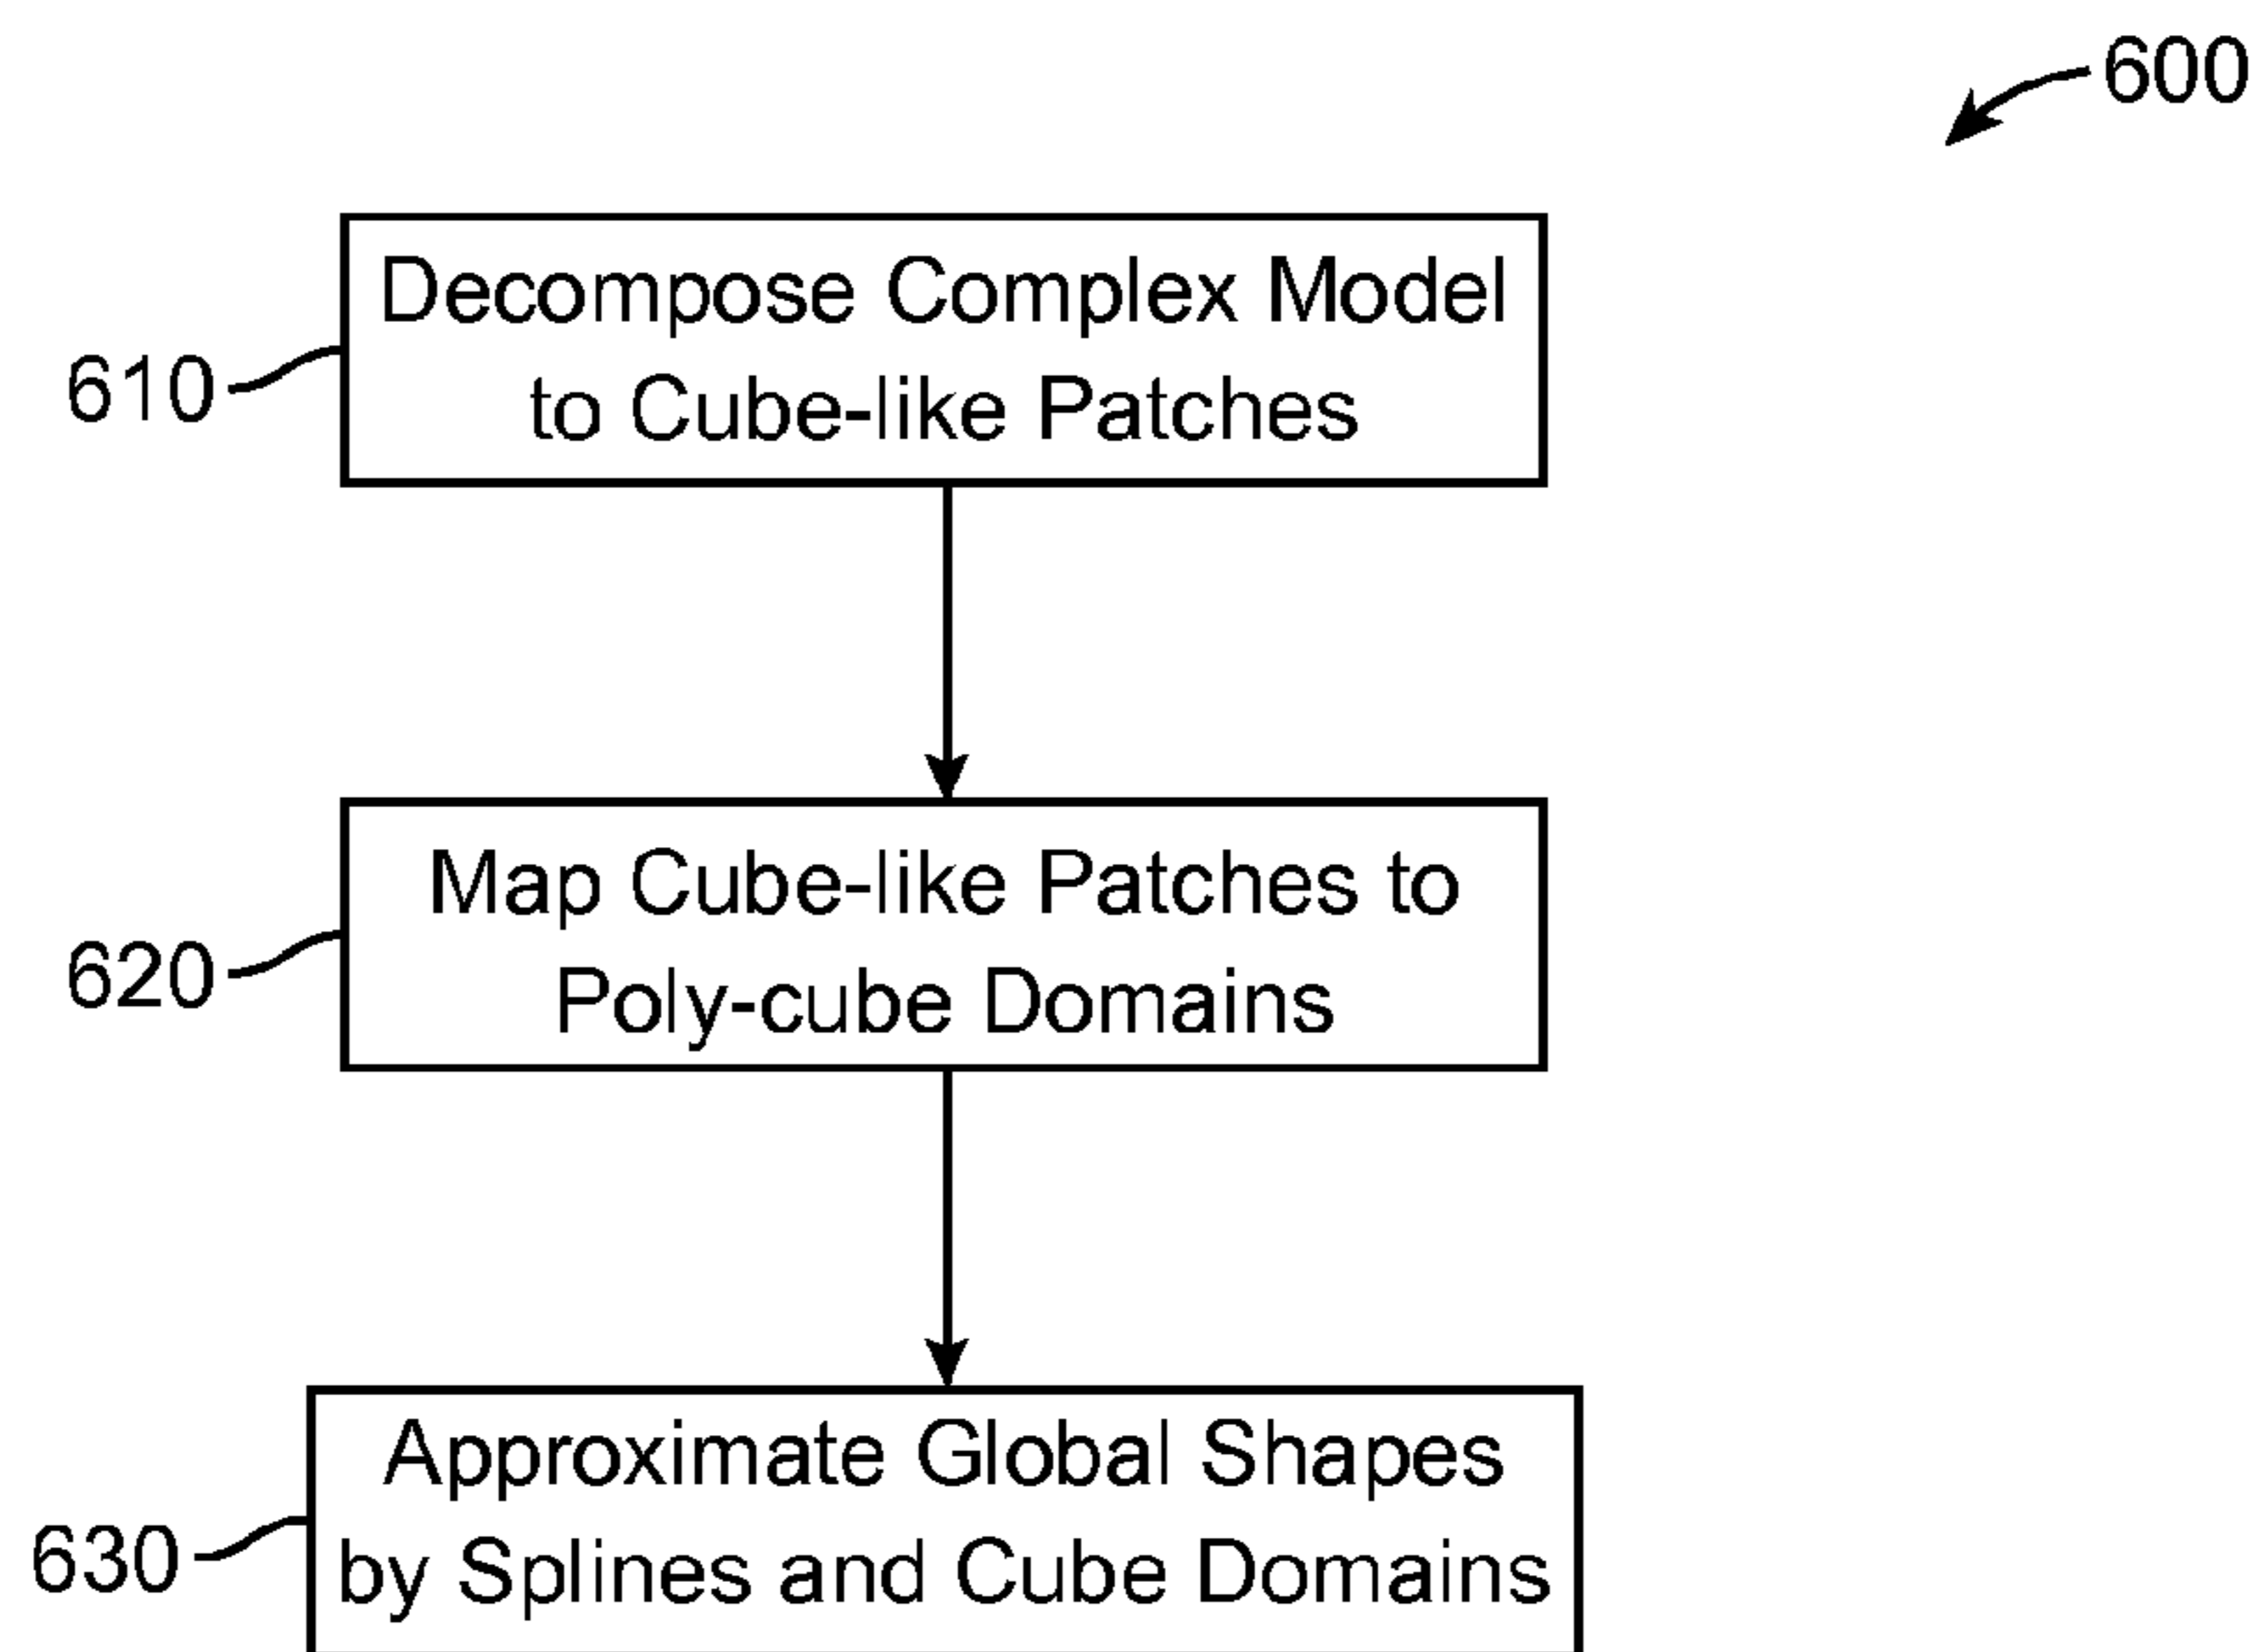 600
Decompose Complex Model
to Cube-like Patches
610
Map Cube-like Patches to
Poly-cube Domains
620
Approximate Global Shapes
by Splines and Cube Domains
630